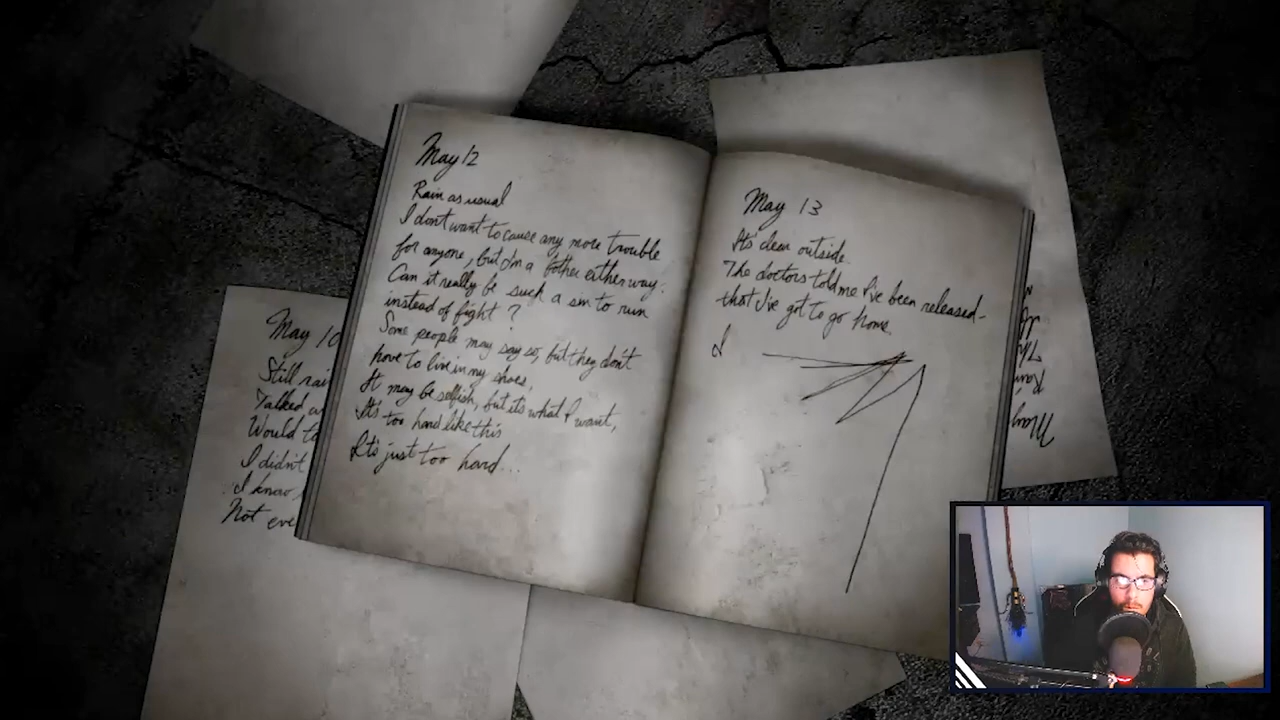 May 12
Rain as usual
I don't want to cause any more trouble
for anyone, but I'm a bother either way.
Can it really be such a sin to run
instead of fight?
Some people may say so, but they don't
have to live in my shoes.
It may be selfish, but it's what I want,
It's too hard like this
It's just too hard...
May 13
It's clear outside.
The doctors told me I've been released-
that I've got to go home.
I
May 10
Still rai
Talked
Would to
I didn't
I know
Not eve
May
Rain
Th